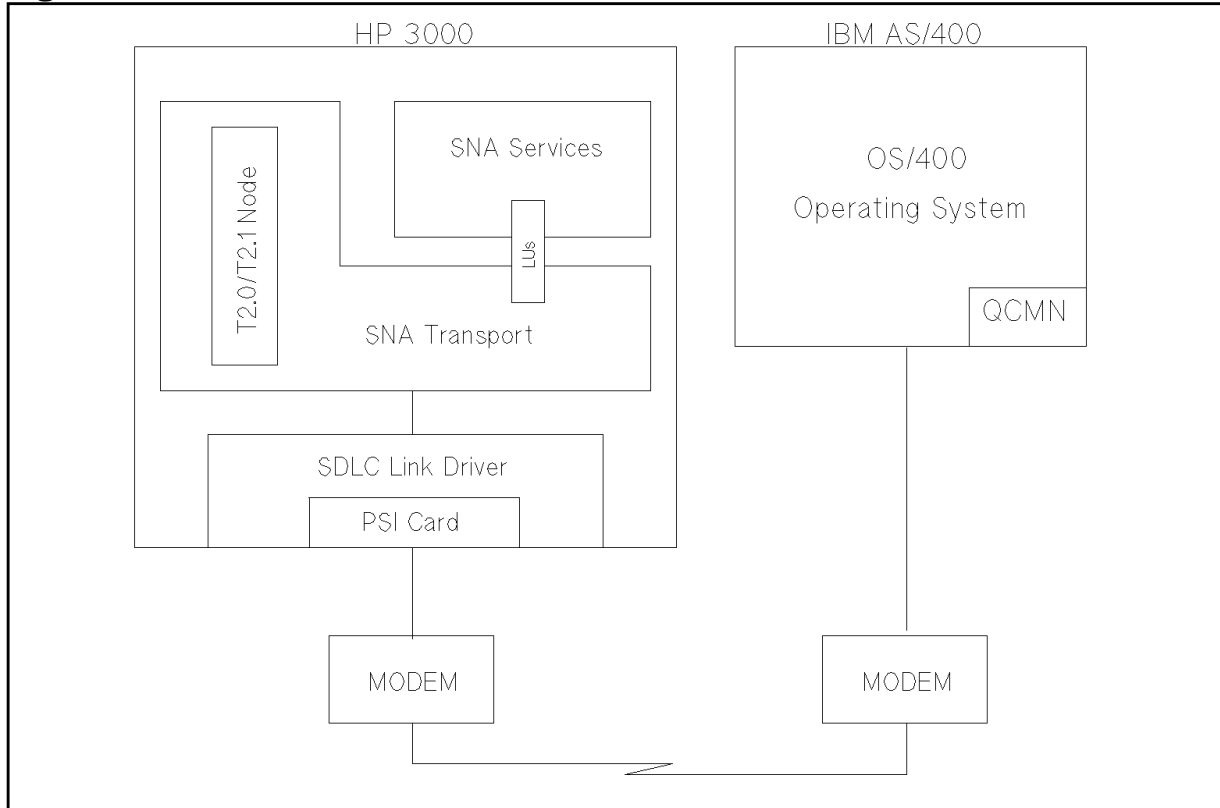 HP 3000
IBM AS/400
T2.0/T2.1 Node
SNA Services
LUs
SNA Transport
SDLC Link Driver
PSI Card
OS/400
Operating System
QCMN
MODEM
MODEM